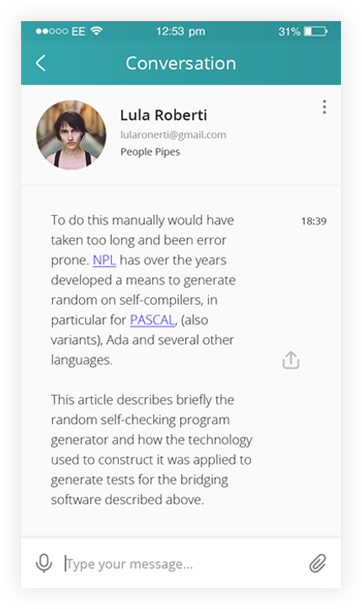 EE 12:53 pm 31%
Conversation
Lula Roberti
lularonerti@gmail.com
People Pipes
To do this manually would have 18:39
taken too long and been error
prone. NPL has over the years
developed a means to generate
random on self-compilers, in
particular for PASCAL, (also
variants), Ada and several other
languages.
This article describes briefly the
random self-checking program
generator and how the technology
used to construct it was applied to
generate tests for the bridging
software described above.
Type your message...